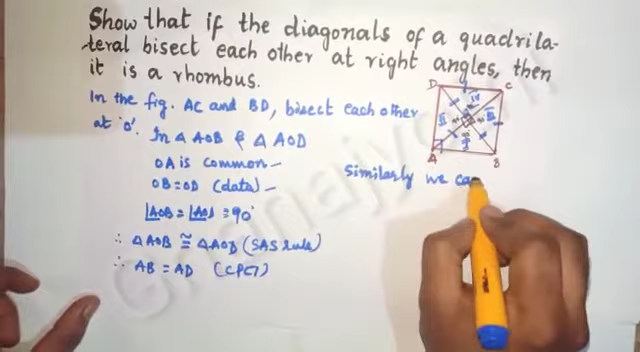 Show that if the diagonals of a quadrila-
teral bisect each other at right angles, then
it is a rhombus.
In the fig. AC and BD, bisect each other
at 'O'. In △AOB & △AOD
OA is common
OB=OD (data)
∠AOB = ∠AOD = 90°
∴ △AOB ≅ △AOD (SAS rule)
∴ AB = AD (CPCT)
D C
A B
Similarly we ca